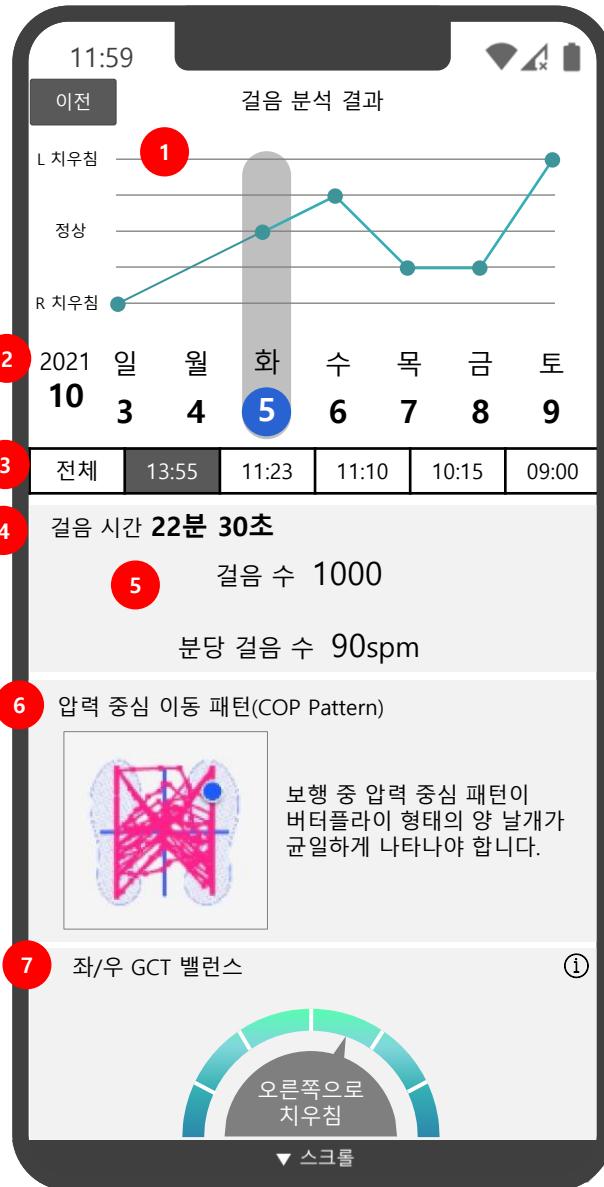 11:59
이전
걸음 분석 결과
1
L 치우침
정상
R 치우침
2
2021 일 월 화 수 목 금 토
10 3 4 5 6 7 8 9
3
전체 13:55 11:23 11:10 10:15 09:00
4
걸음 시간 22분 30초
5
걸음 수 1000
분당 걸음 수 90spm
6
압력 중심 이동 패턴(COP Pattern)
보행 중 압력 중심 패턴이
버터플라이 형태의 양 날개가
균일하게 나타나야 합니다.
7
좌/우 GCT 밸런스
오른쪽으로
치우침
▼ 스크롤